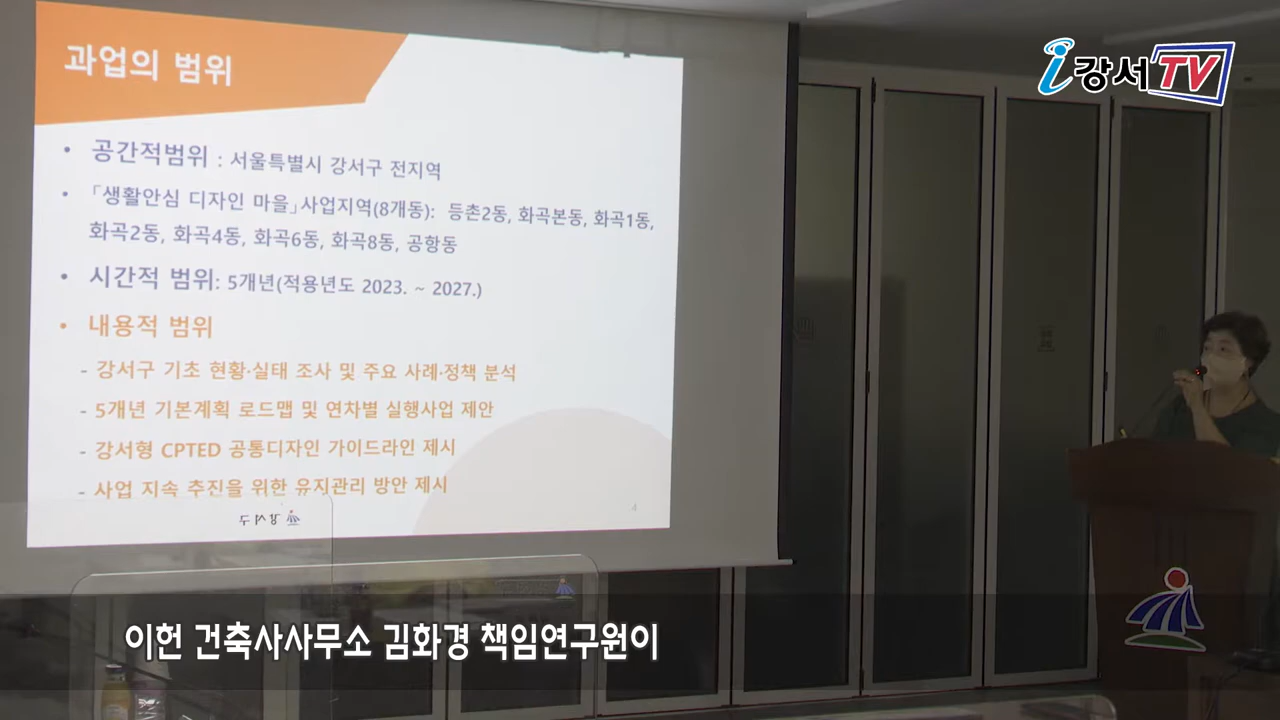 과업의 범위
i강서TV
• 공간적범위 : 서울특별시 강서구 전지역
• 「생활안심 디자인 마을」사업지역(8개동): 등촌2동, 화곡본동, 화곡1동,
화곡2동, 화곡4동, 화곡6동, 화곡8동, 공항동
• 시간적 범위: 5개년(적용년도 2023. ~ 2027.)
• 내용적 범위
- 강서구 기초 현황·실태 조사 및 주요 사례·정책 분석
- 5개년 기본계획 로드맵 및 연차별 실행사업 제안
- 강서형 CPTED 공통디자인 가이드라인 제시
- 사업 지속 추진을 위한 유지관리 방안 제시
4
이헌 건축사사무소 김화경 책임연구원이